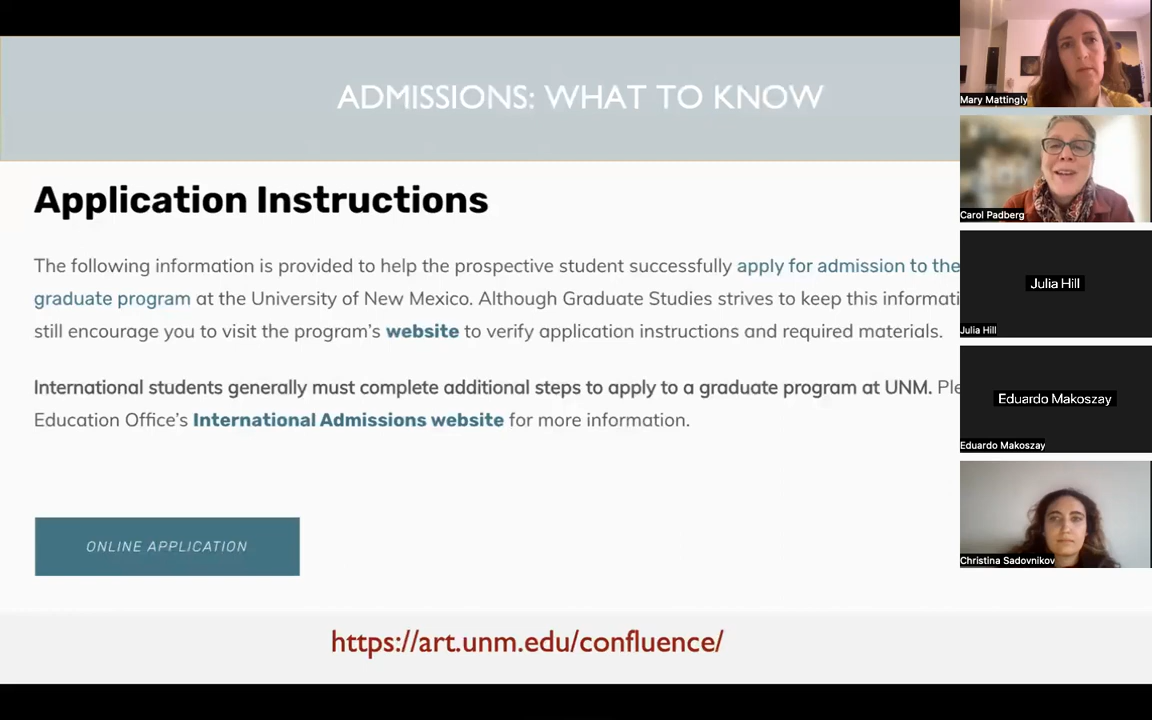 ADMISSIONS: WHAT TO KNOW
Application Instructions
The following information is provided to help the prospective student successfully apply for admission to the
graduate program at the University of New Mexico. Although Graduate Studies strives to keep this informati
still encourage you to visit the program's website to verify application instructions and required materials.
International students generally must complete additional steps to apply to a graduate program at UNM. Ple
Education Office's International Admissions website for more information.
ONLINE APPLICATION
https://art.unm.edu/confluence/
Mary Mattingly
Carol Padberg
Julia Hill
Julia Hill
Eduardo Makoszay
Eduardo Makoszay
Christina Sadovnikov